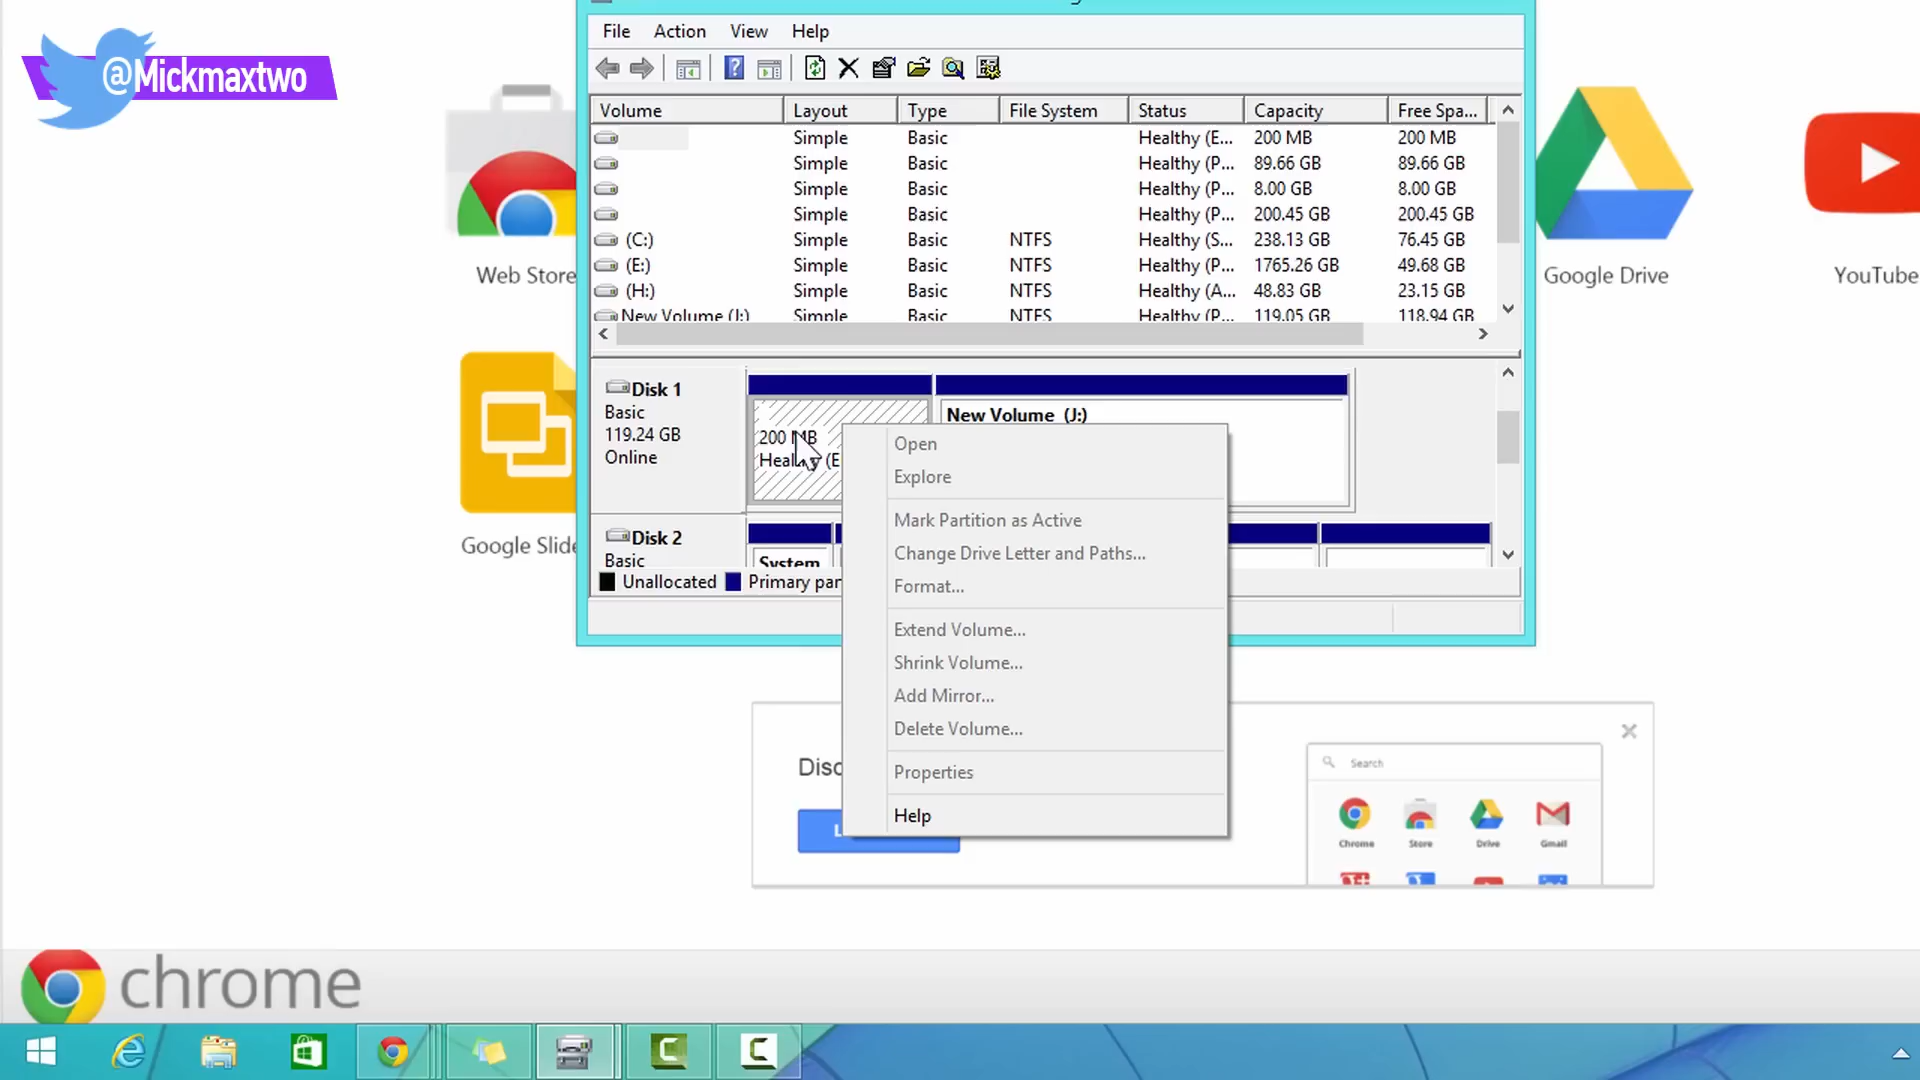 @Mickmaxtwo
File Action View Help
Volume Layout Type File System Status Capacity Free Spa...
Simple Basic Healthy (E... 200 MB 200 MB
Simple Basic Healthy (P... 89.66 GB 89.66 GB
Simple Basic Healthy (P... 8.00 GB 8.00 GB
Simple Basic Healthy (P... 200.45 GB 200.45 GB
(C:) Simple Basic NTFS Healthy (S... 238.13 GB 76.45 GB
(E:) Simple Basic NTFS Healthy (P... 1765.26 GB 49.68 GB
(H:) Simple Basic NTFS Healthy (A... 48.83 GB 23.15 GB
New Volume (J:) Simple Basic NTFS Healthy (P... 119.05 GB 118.94 GB
Web Store
Google Drive
YouTube
Google Slide
Disk 1
Basic
119.24 GB
Online
200 MB
Healthy (E
New Volume (J:)
Disk 2
Basic
System
Unallocated Primary par
Open
Explore
Mark Partition as Active
Change Drive Letter and Paths...
Format...
Extend Volume...
Shrink Volume...
Add Mirror...
Delete Volume...
Properties
Help
Disc
L
Search
Chrome Store Drive Gmail
chrome